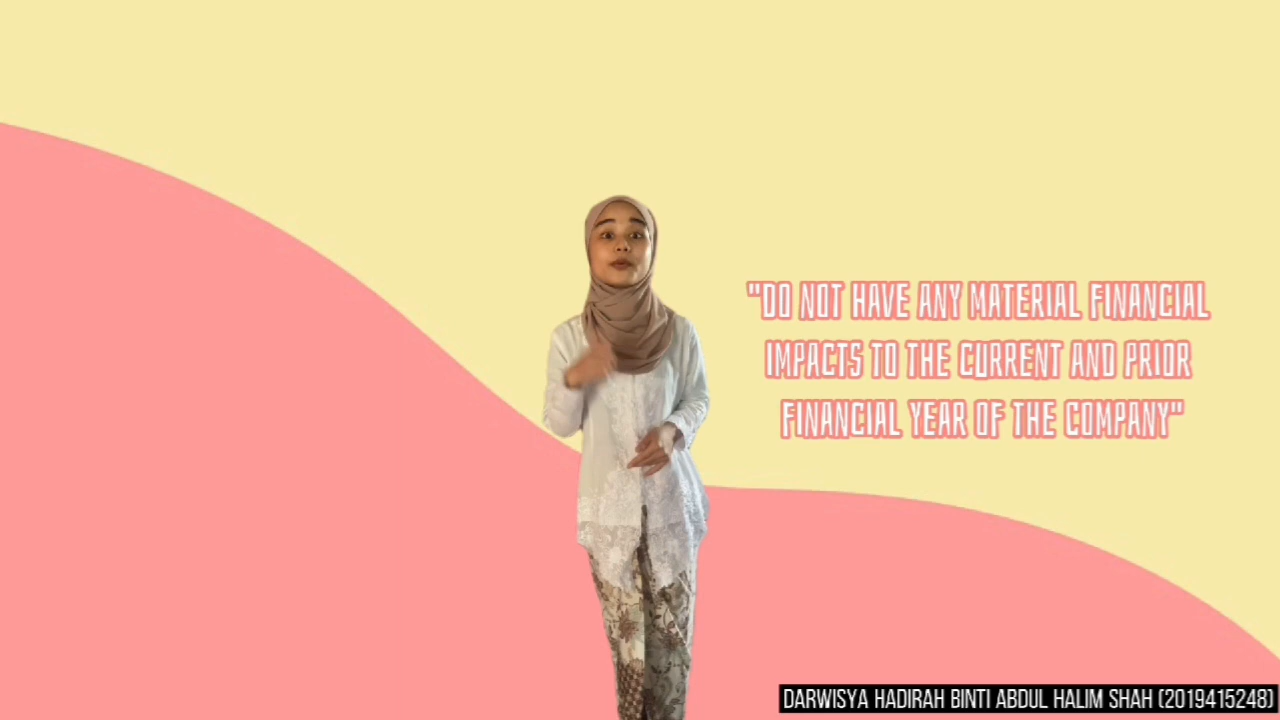 "DO NOT HAVE ANY MATERIAL FINANCIAL
IMPACTS TO THE CURRENT AND PRIOR
FINANCIAL YEAR OF THE COMPANY"
DARWISYA HADIRAH BINTI ABDUL HALIM SHAH (2019415248)